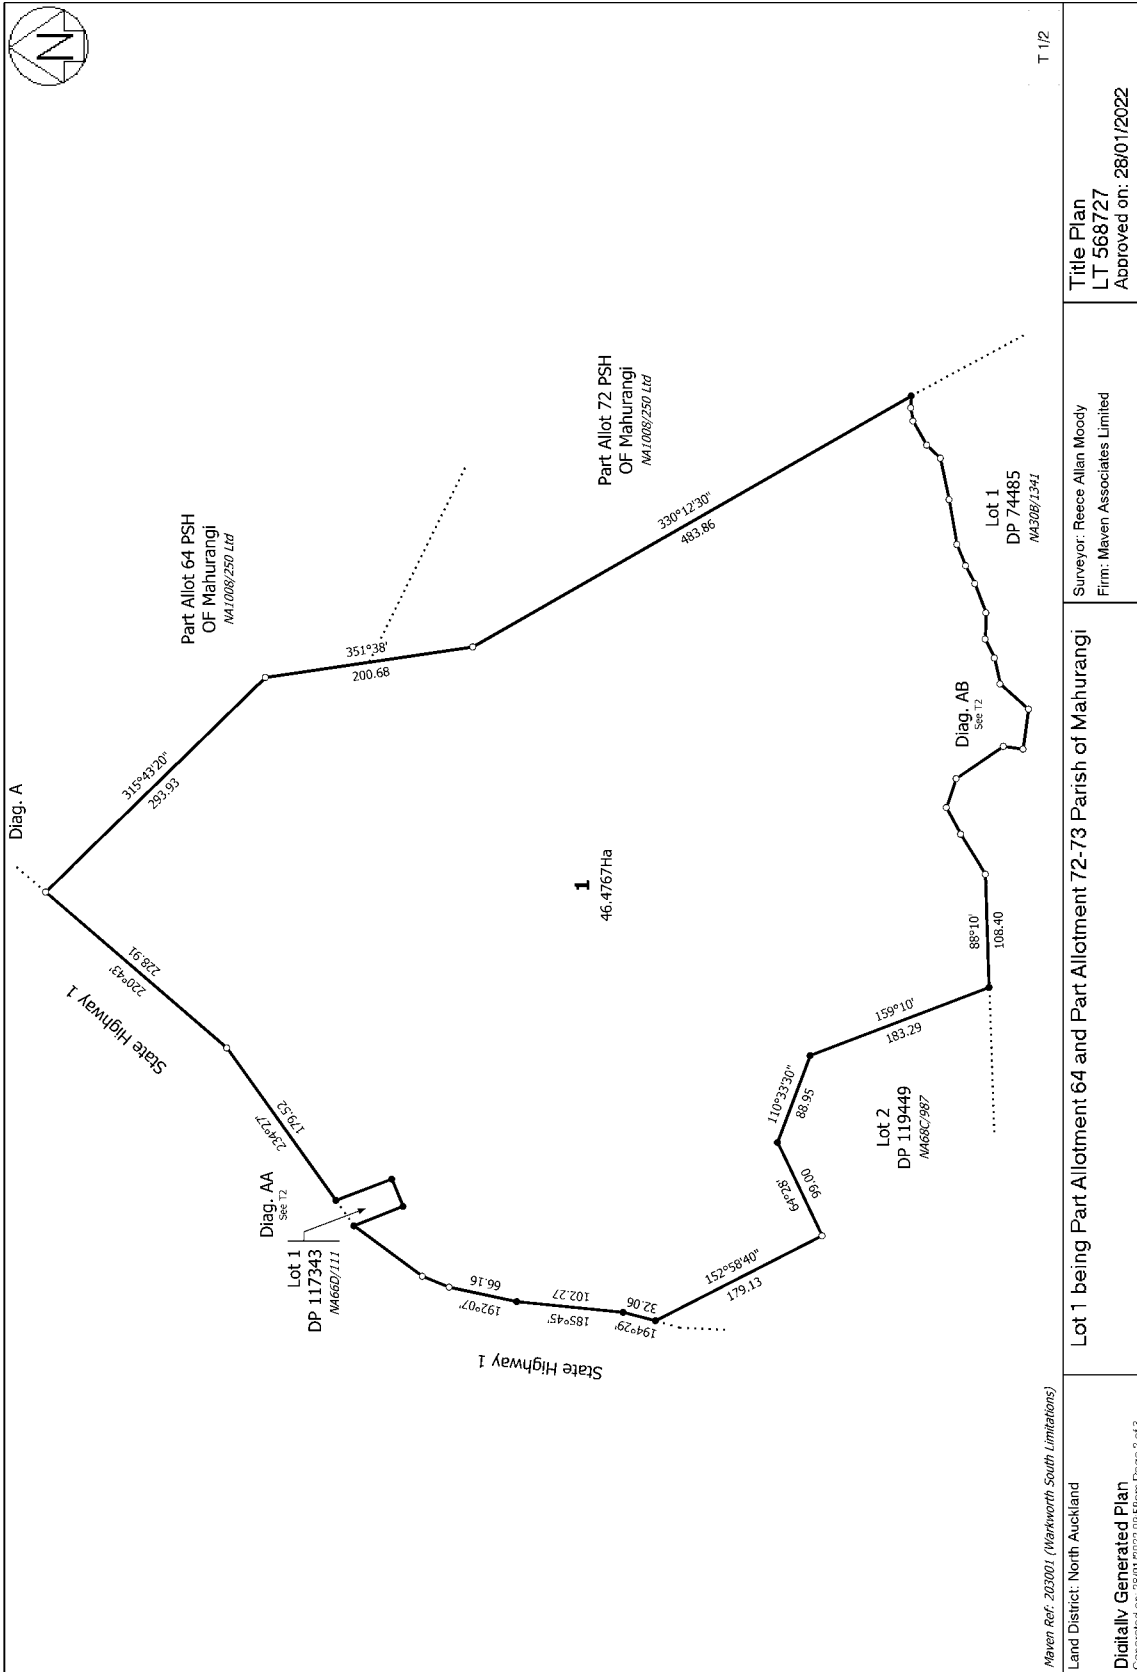 N
T 1/2
Diag. A
Part Allot 64 PSH
OF Mahurangi
NA1008/250 Ltd
Part Allot 72 PSH
OF Mahurangi
NA1008/250 Ltd
315°43'20"
293.93
351°38'
200.68
330°12'30"
483.86
State Highway 1
220°43'
228.91
234°27'
179.52
Diag. AA
See T2
Lot 1
DP 117343
NA66D/111
192°07'
66.16
185°45'
102.27
194°29'
32.06
State Highway 1
1
46.4767Ha
152°58'40"
179.13
64°28'
99.00
110°33'30"
88.95
159°10'
183.29
88°10'
108.40
Lot 2
DP 119449
NA68C/987
Diag. AB
See T2
Lot 1
DP 74485
NA30B/1341
Maven Ref: 203001 (Warkworth South Limitations)
Land District: North Auckland
Digitally Generated Plan
Lot 1 being Part Allotment 64 and Part Allotment 72-73 Parish of Mahurangi
Surveyor: Reece Allan Moody
Firm: Maven Associates Limited
Title Plan
LT 568727
Approved on: 28/01/2022